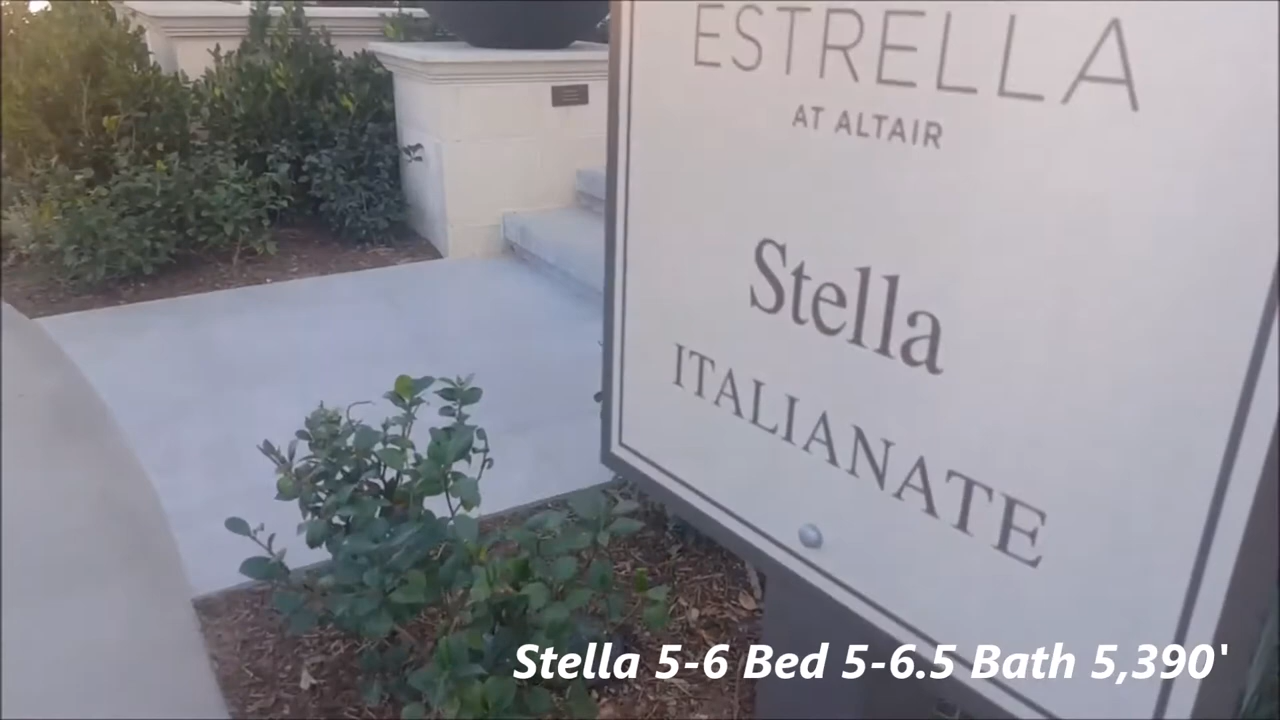 ESTRELLA
AT ALTAIR
Stella
ITALIANATE
Stella 5-6 Bed 5-6.5 Bath 5,390'